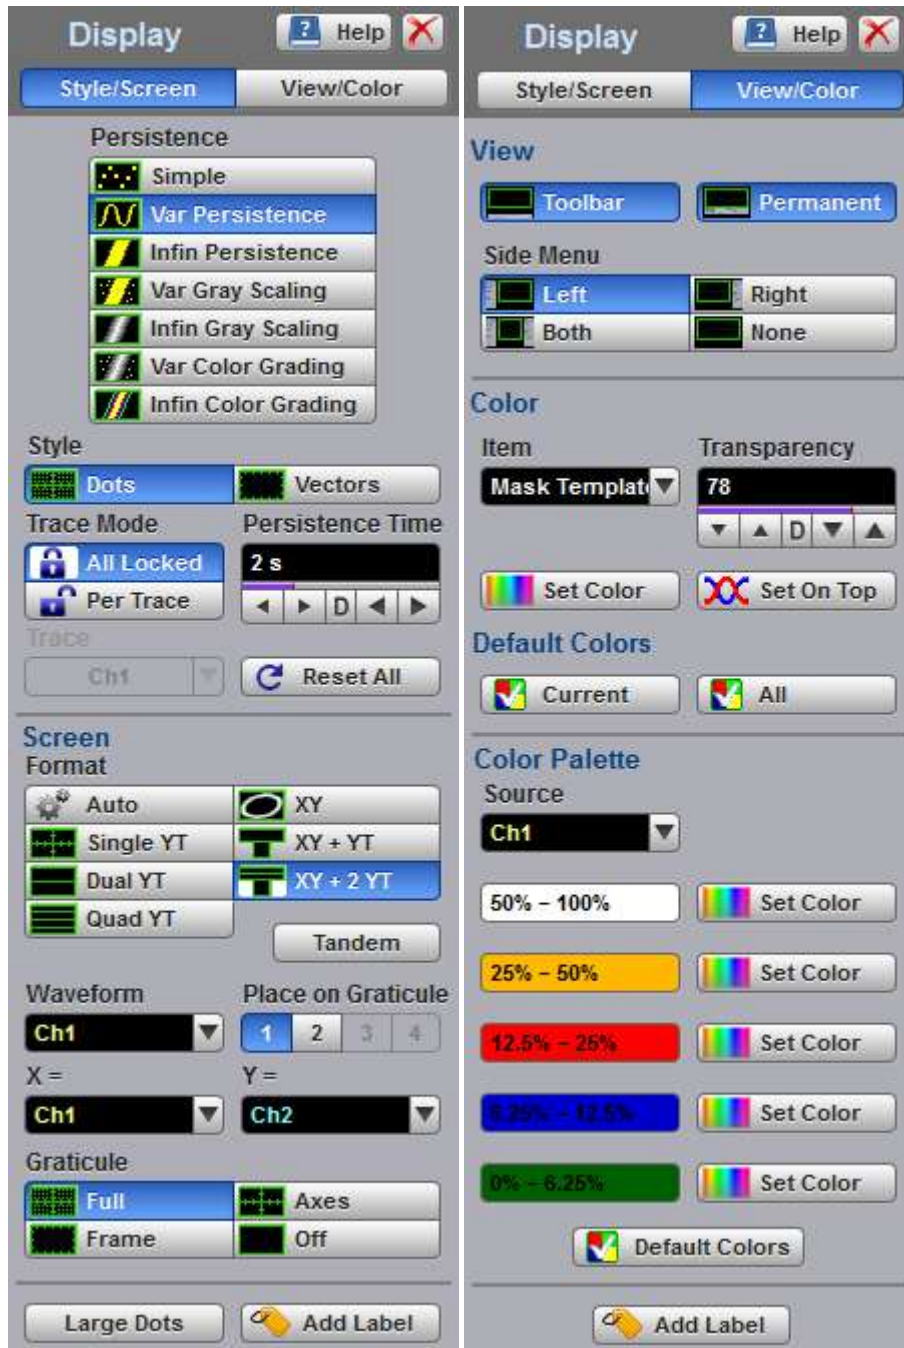 Display
Help
Style/Screen View/Color
Persistence
Simple
Var Persistence
Infin Persistence
Var Gray Scaling
Infin Gray Scaling
Var Color Grading
Infin Color Grading
Style
Dots Vectors
Trace Mode Persistence Time
All Locked 2 s
Per Trace D
Trace
Ch1 Reset All
Screen
Format
Auto XY
Single YT XY + YT
Dual YT XY + 2 YT
Quad YT
Tandem
Waveform Place on Graticule
Ch1 1 2 3 4
X = Y =
Ch1 Ch2
Graticule
Full Axes
Frame Off
Large Dots Add Label
Display
Help
Style/Screen View/Color
View
Toolbar Permanent
Side Menu
Left Right
Both None
Color
Item Transparency
Mask Templat 78
D
Set Color Set On Top
Default Colors
Current All
Color Palette
Source
Ch1
50% – 100% Set Color
25% – 50% Set Color
12.5% – 25% Set Color
6.25% – 12.5% Set Color
0% – 6.25% Set Color
Default Colors
Add Label